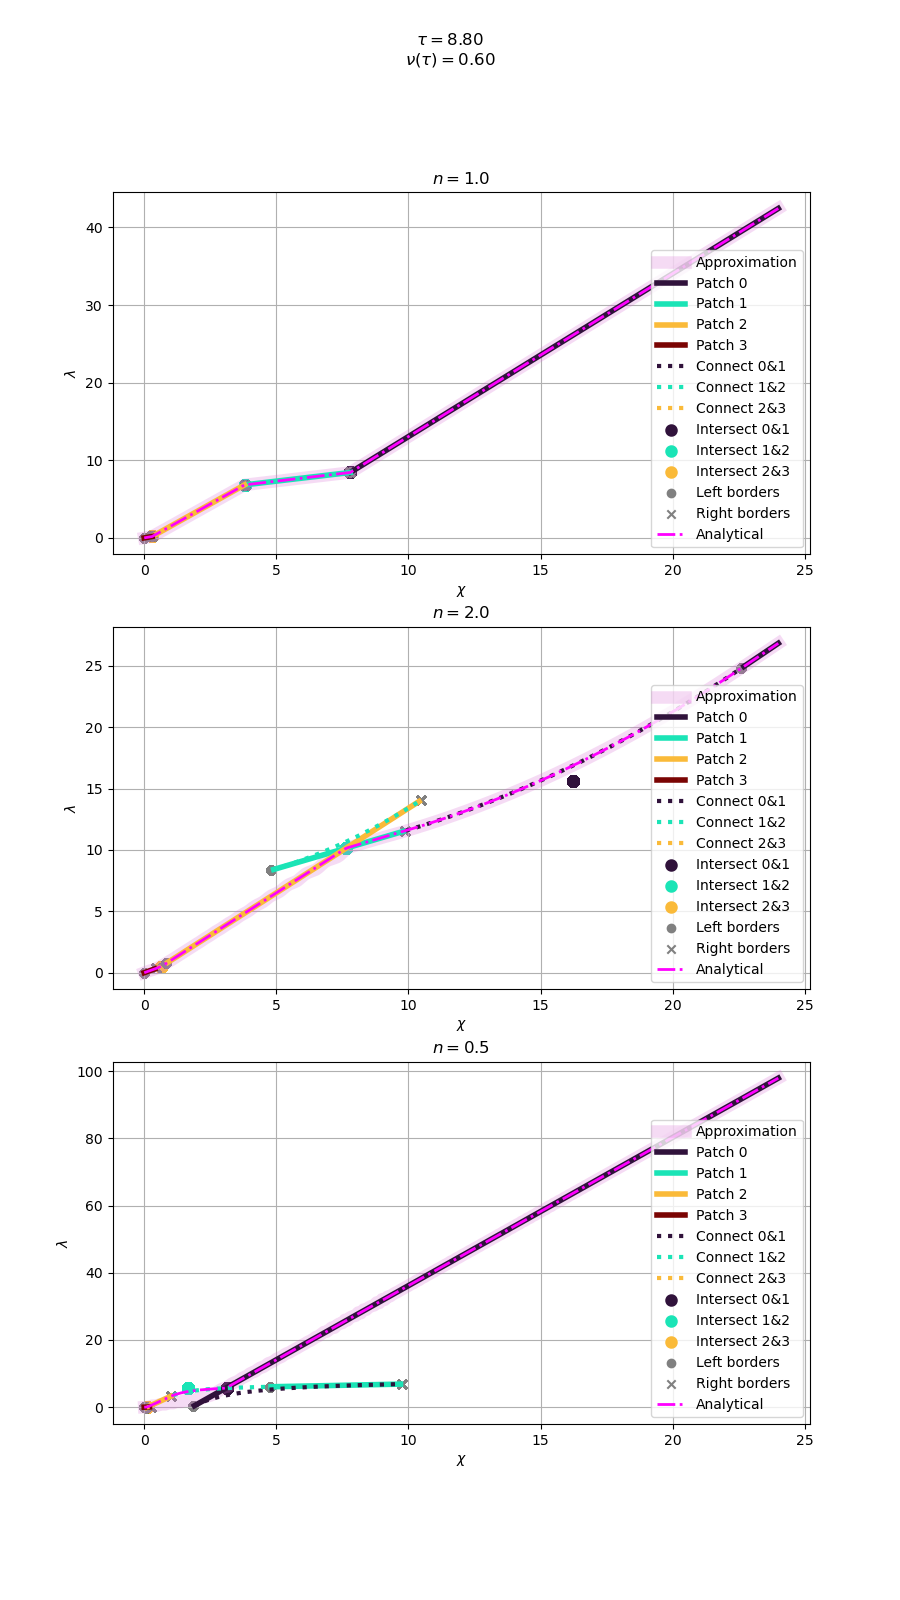 τ = 8.80
ν(τ) = 0.60
n = 1.0
40
30
20
10
0
λ
0 5 10 15 20 25
χ
Approximation
Patch 0
Patch 1
Patch 2
Patch 3
Connect 0&1
Connect 1&2
Connect 2&3
Intersect 0&1
Intersect 1&2
Intersect 2&3
Left borders
Right borders
Analytical
n = 2.0
25
20
15
10
5
0
λ
0 5 10 15 20 25
χ
Approximation
Patch 0
Patch 1
Patch 2
Patch 3
Connect 0&1
Connect 1&2
Connect 2&3
Intersect 0&1
Intersect 1&2
Intersect 2&3
Left borders
Right borders
Analytical
n = 0.5
100
80
60
40
20
0
λ
0 5 10 15 20 25
χ
Approximation
Patch 0
Patch 1
Patch 2
Patch 3
Connect 0&1
Connect 1&2
Connect 2&3
Intersect 0&1
Intersect 1&2
Intersect 2&3
Left borders
Right borders
Analytical